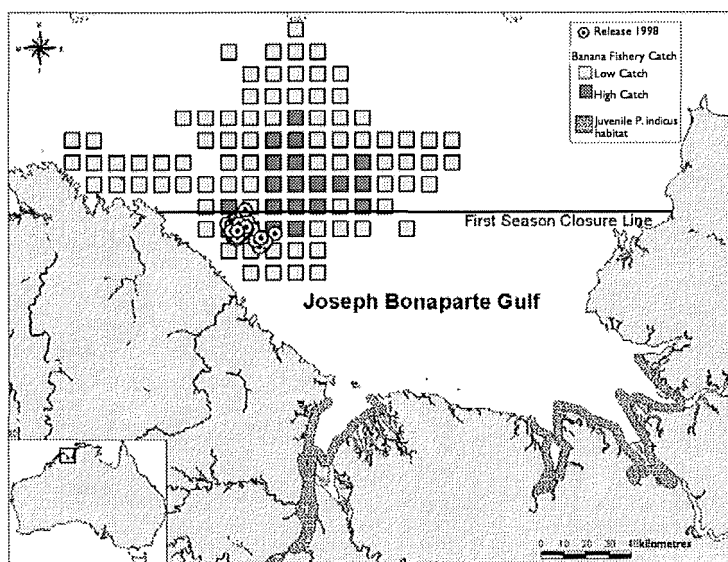 Release 1998
Banana Fishery Catch
Low Catch
High Catch
Juvenile P. indicus
habitat
First Season Closure Line
Joseph Bonaparte Gulf
0 10 20 30 40 kilometres